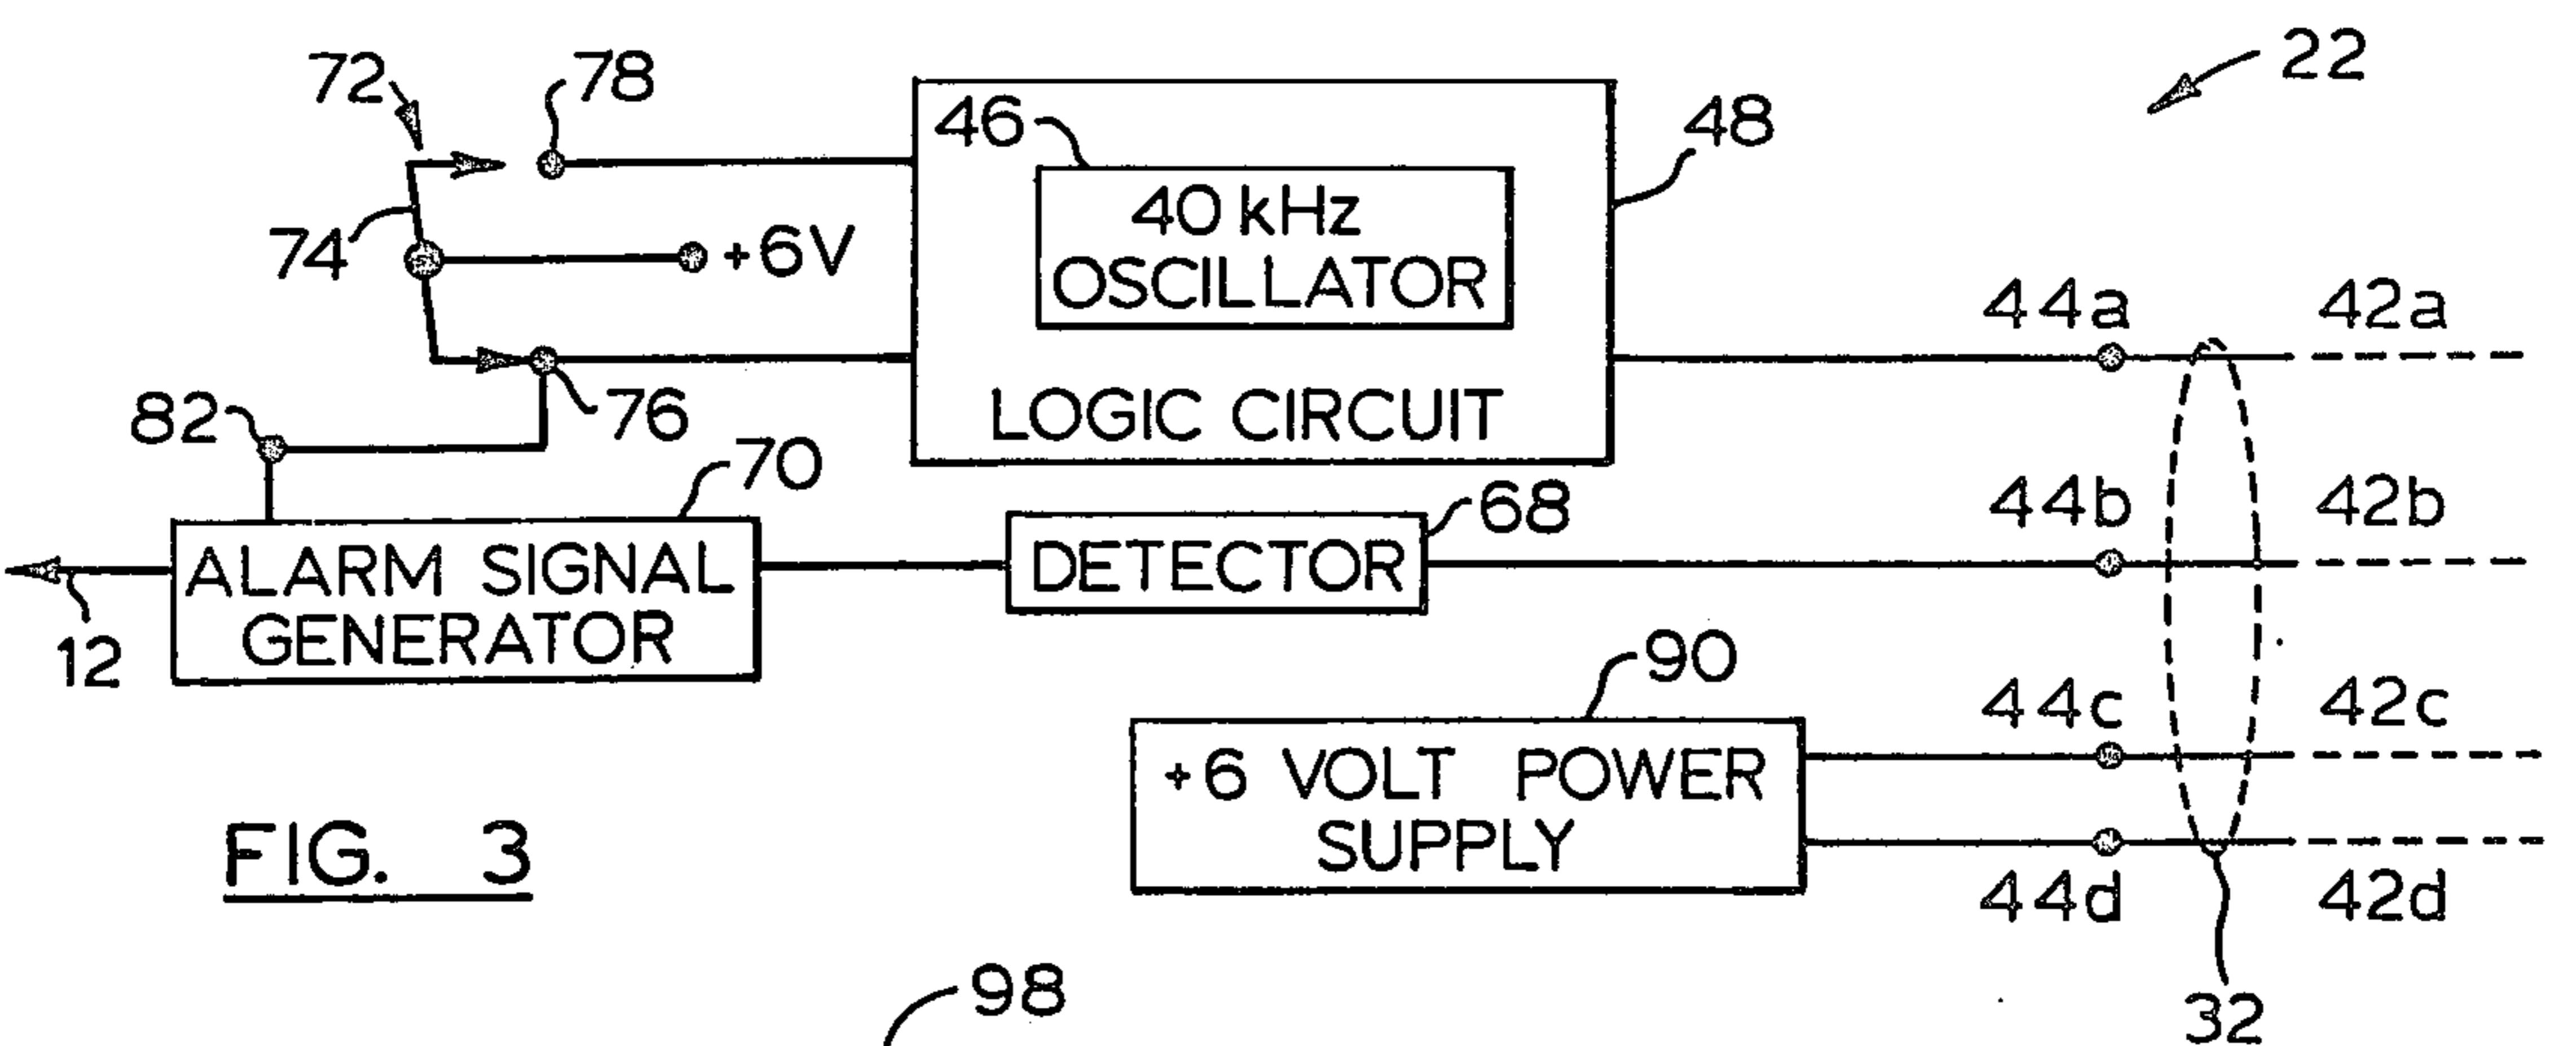 22
72
78
46
48
40 kHz
OSCILLATOR
74
+6V
44a
42a
LOGIC CIRCUIT
82
76
70
44b
42b
68
ALARM SIGNAL
GENERATOR
DETECTOR
12
90
44c
42c
+6 VOLT POWER
SUPPLY
FIG. 3
44d
42d
98
32